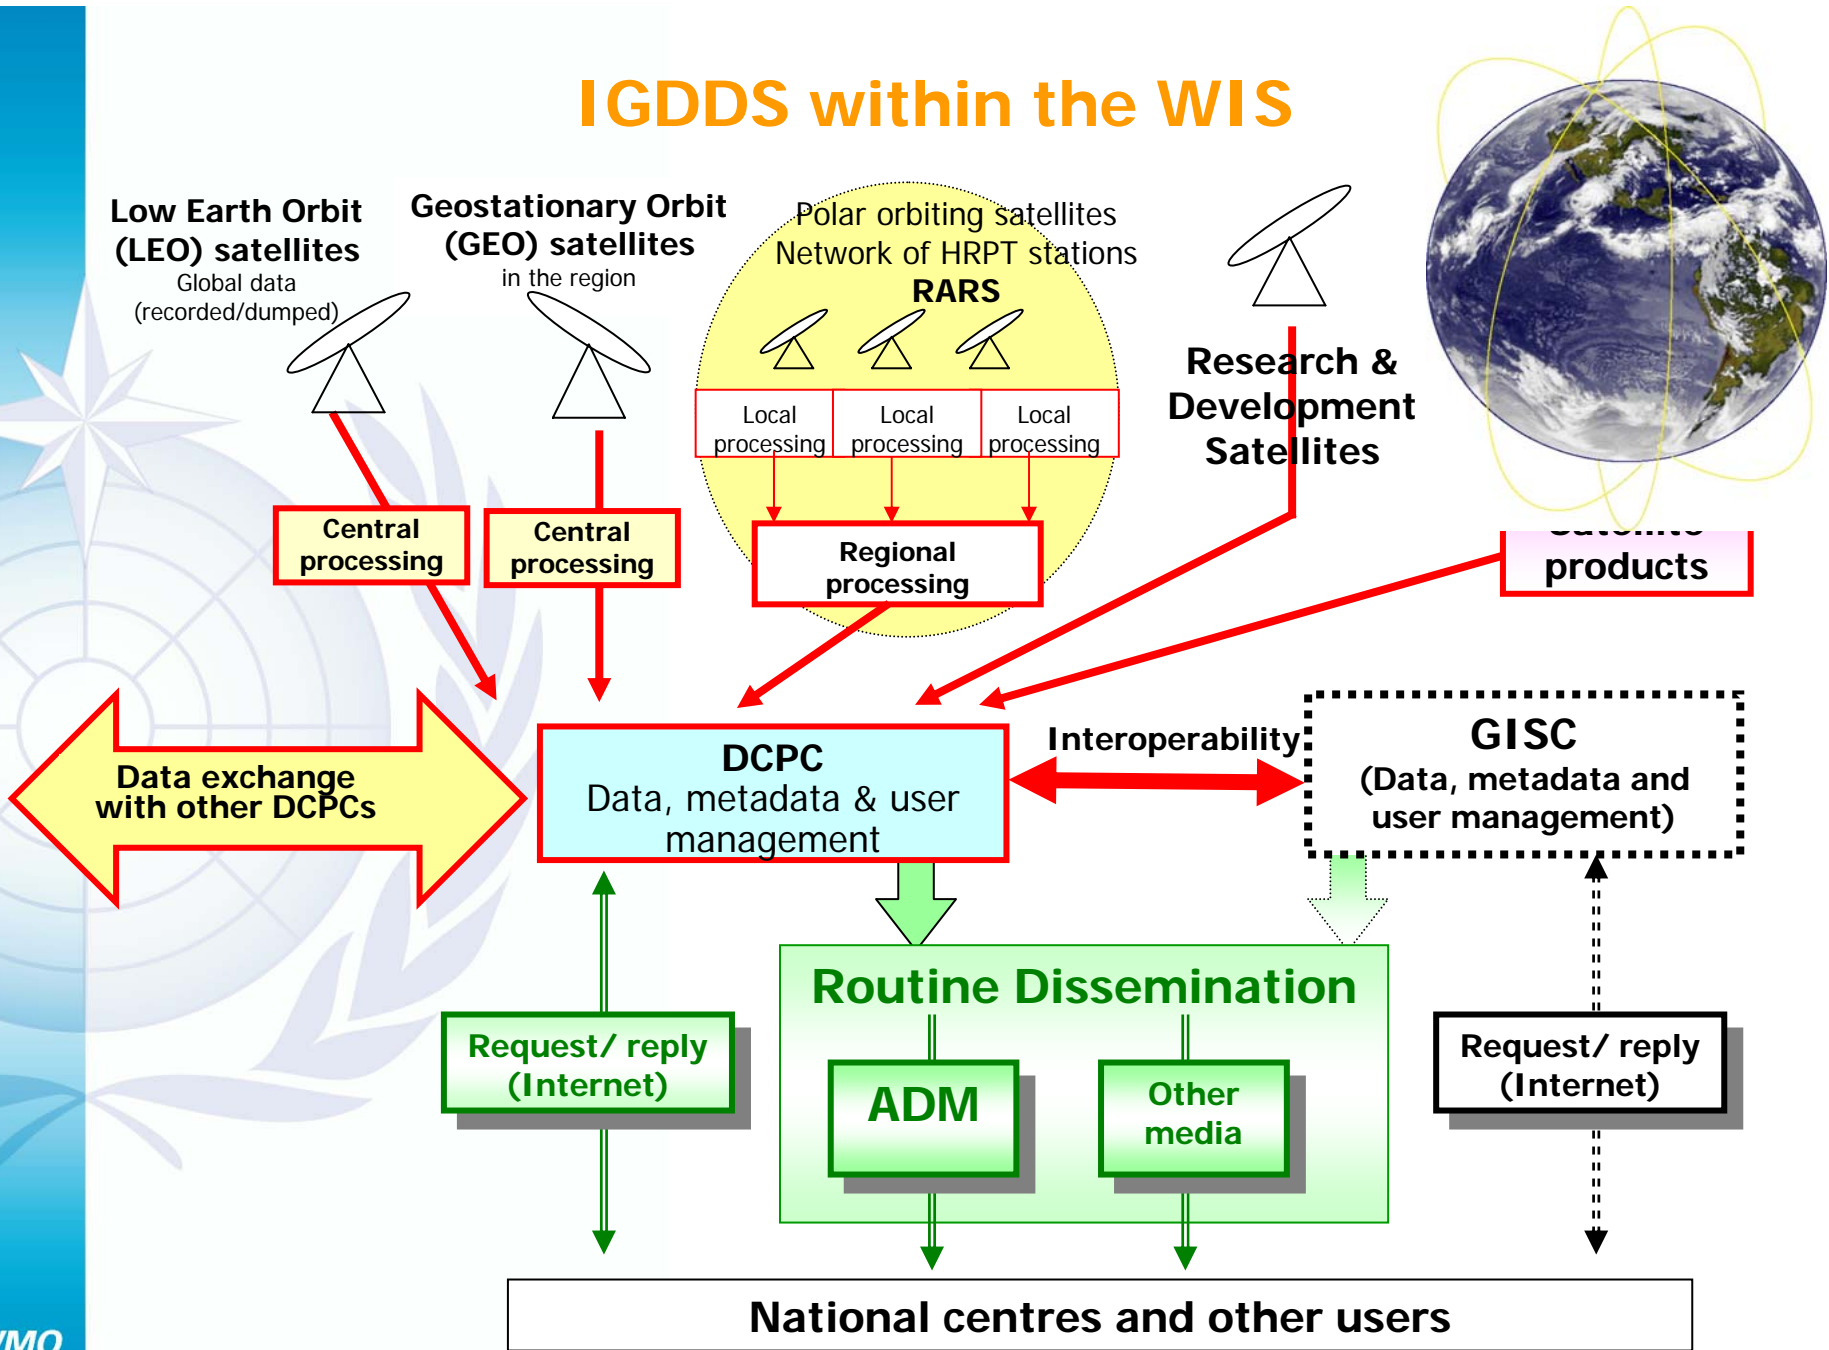 IGDDS within the WIS
Low Earth Orbit
(LEO) satellites
Global data
(recorded/dumped)
Geostationary Orbit
(GEO) satellites
in the region
Polar orbiting satellites
Network of HRPT stations
RARS
Local
processing
Local
processing
Local
processing
Research &
Development
Satellites
Central
processing
Central
processing
Regional
processing
products
Data exchange
with other DCPCs
DCPC
Data, metadata & user
management
Interoperability
GISC
(Data, metadata and
user management)
Routine Dissemination
Request/ reply
(Internet)
ADM
Other
media
Request/ reply
(Internet)
National centres and other users